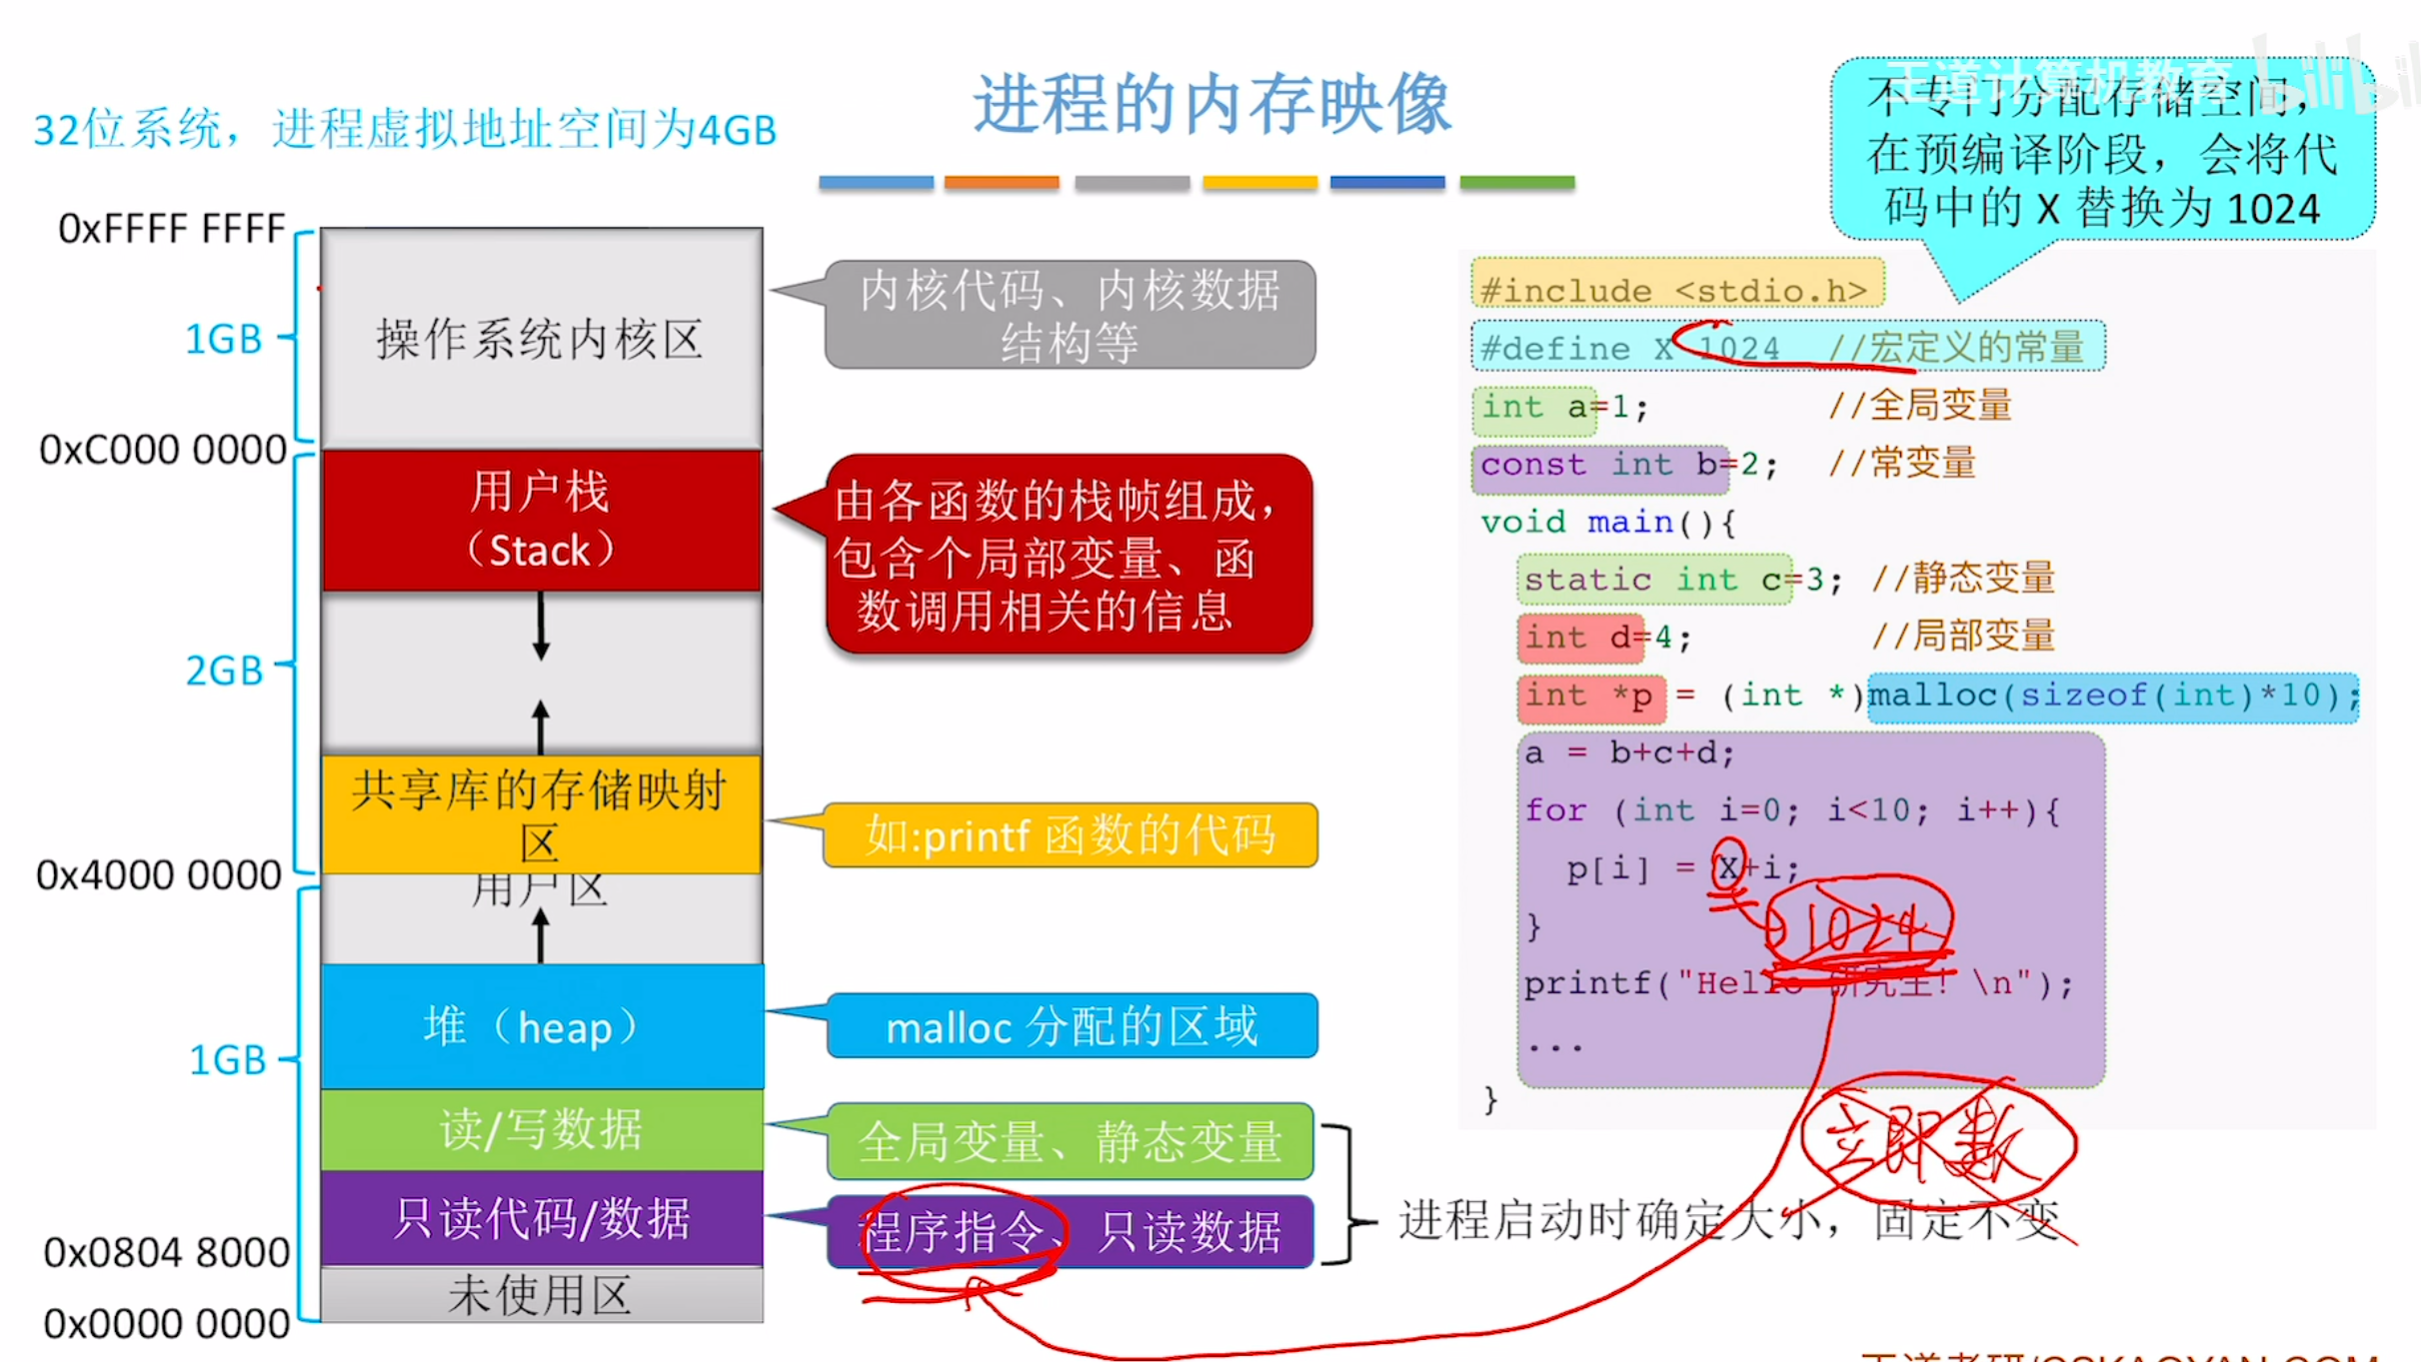 进程的内存映像
32位系统，进程虚拟地址空间为4GB
王道计算机教育
bilibili
不专门分配存储空间，
在预编译阶段，会将代
码中的 X 替换为 1024
0xFFFF FFFF
1GB
操作系统内核区
内核代码、内核数据
结构等
0xC000 0000
用户栈
（Stack）
由各函数的栈帧组成，
包含个局部变量、函
数调用相关的信息
2GB
共享库的存储映射
区
如:printf 函数的代码
0x4000 0000
用户区
1GB
堆（heap）
malloc 分配的区域
读/写数据
全局变量、静态变量
只读代码/数据
程序指令、只读数据
进程启动时确定大小，固定不变
0x0804 8000
未使用区
0x0000 0000
#include <stdio.h>
#define X 1024 //宏定义的常量
int a=1; //全局变量
const int b=2; //常变量
void main(){
static int c=3; //静态变量
int d=4; //局部变量
int *p = (int *)malloc(sizeof(int)*10);
a = b+c+d;
for (int i=0; i<10; i++){
p[i] = X+i;
1024
}
printf("Hello 研究生! \n");
...
}
立即数